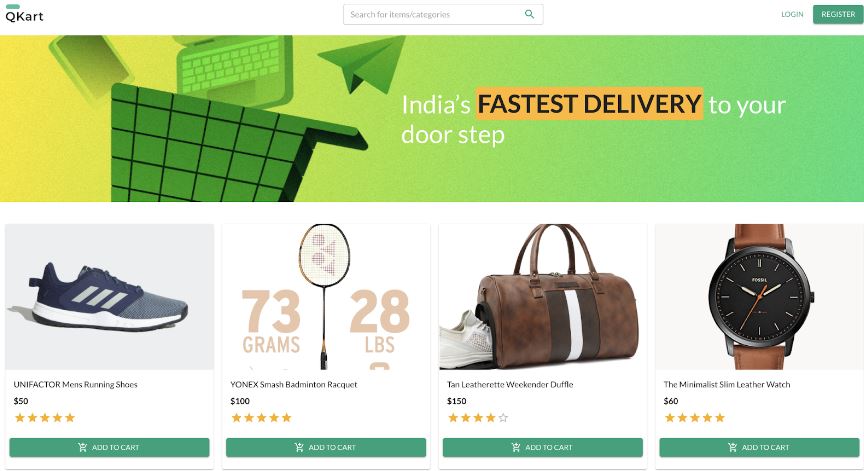 QKart
Search for items/categories
LOGIN
REGISTER
India's FASTEST DELIVERY to your
door step
73
GRAMS
28
LBS
FOSSIL
UNIFACTOR Mens Running Shoes
$50
ADD TO CART
YONEX Smash Badminton Racquet
$100
ADD TO CART
Tan Leatherette Weekender Duffle
$150
ADD TO CART
The Minimalist Slim Leather Watch
$60
ADD TO CART